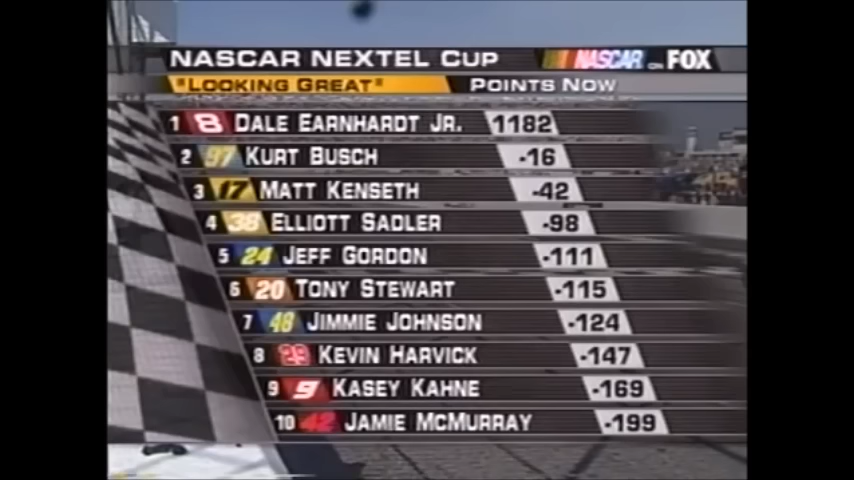 NASCAR NEXTEL CUP NASCAR ON FOX
"LOOKING GREAT" POINTS NOW
1 8 DALE EARNHARDT JR. 1182
2 97 KURT BUSCH -16
3 17 MATT KENSETH -42
4 38 ELLIOTT SADLER -98
5 24 JEFF GORDON -111
6 20 TONY STEWART -115
7 48 JIMMIE JOHNSON -124
8 29 KEVIN HARVICK -147
9 9 KASEY KAHNE -169
10 42 JAMIE MCMURRAY -199